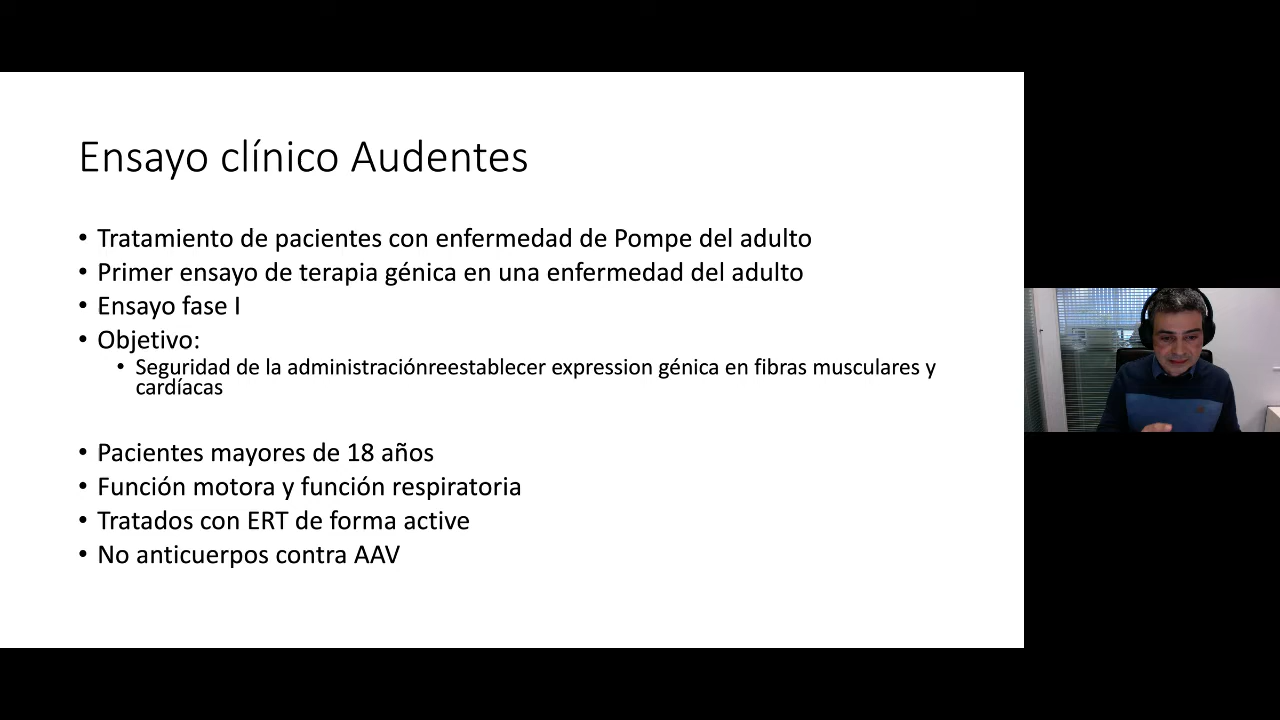 Ensayo clínico Audentes
• Tratamiento de pacientes con enfermedad de Pompe del adulto
• Primer ensayo de terapia génica en una enfermedad del adulto
• Ensayo fase I
• Objetivo:
• Seguridad de la administraciónreestablecer expression génica en fibras musculares y
cardíacas
• Pacientes mayores de 18 años
• Función motora y función respiratoria
• Tratados con ERT de forma active
• No anticuerpos contra AAV